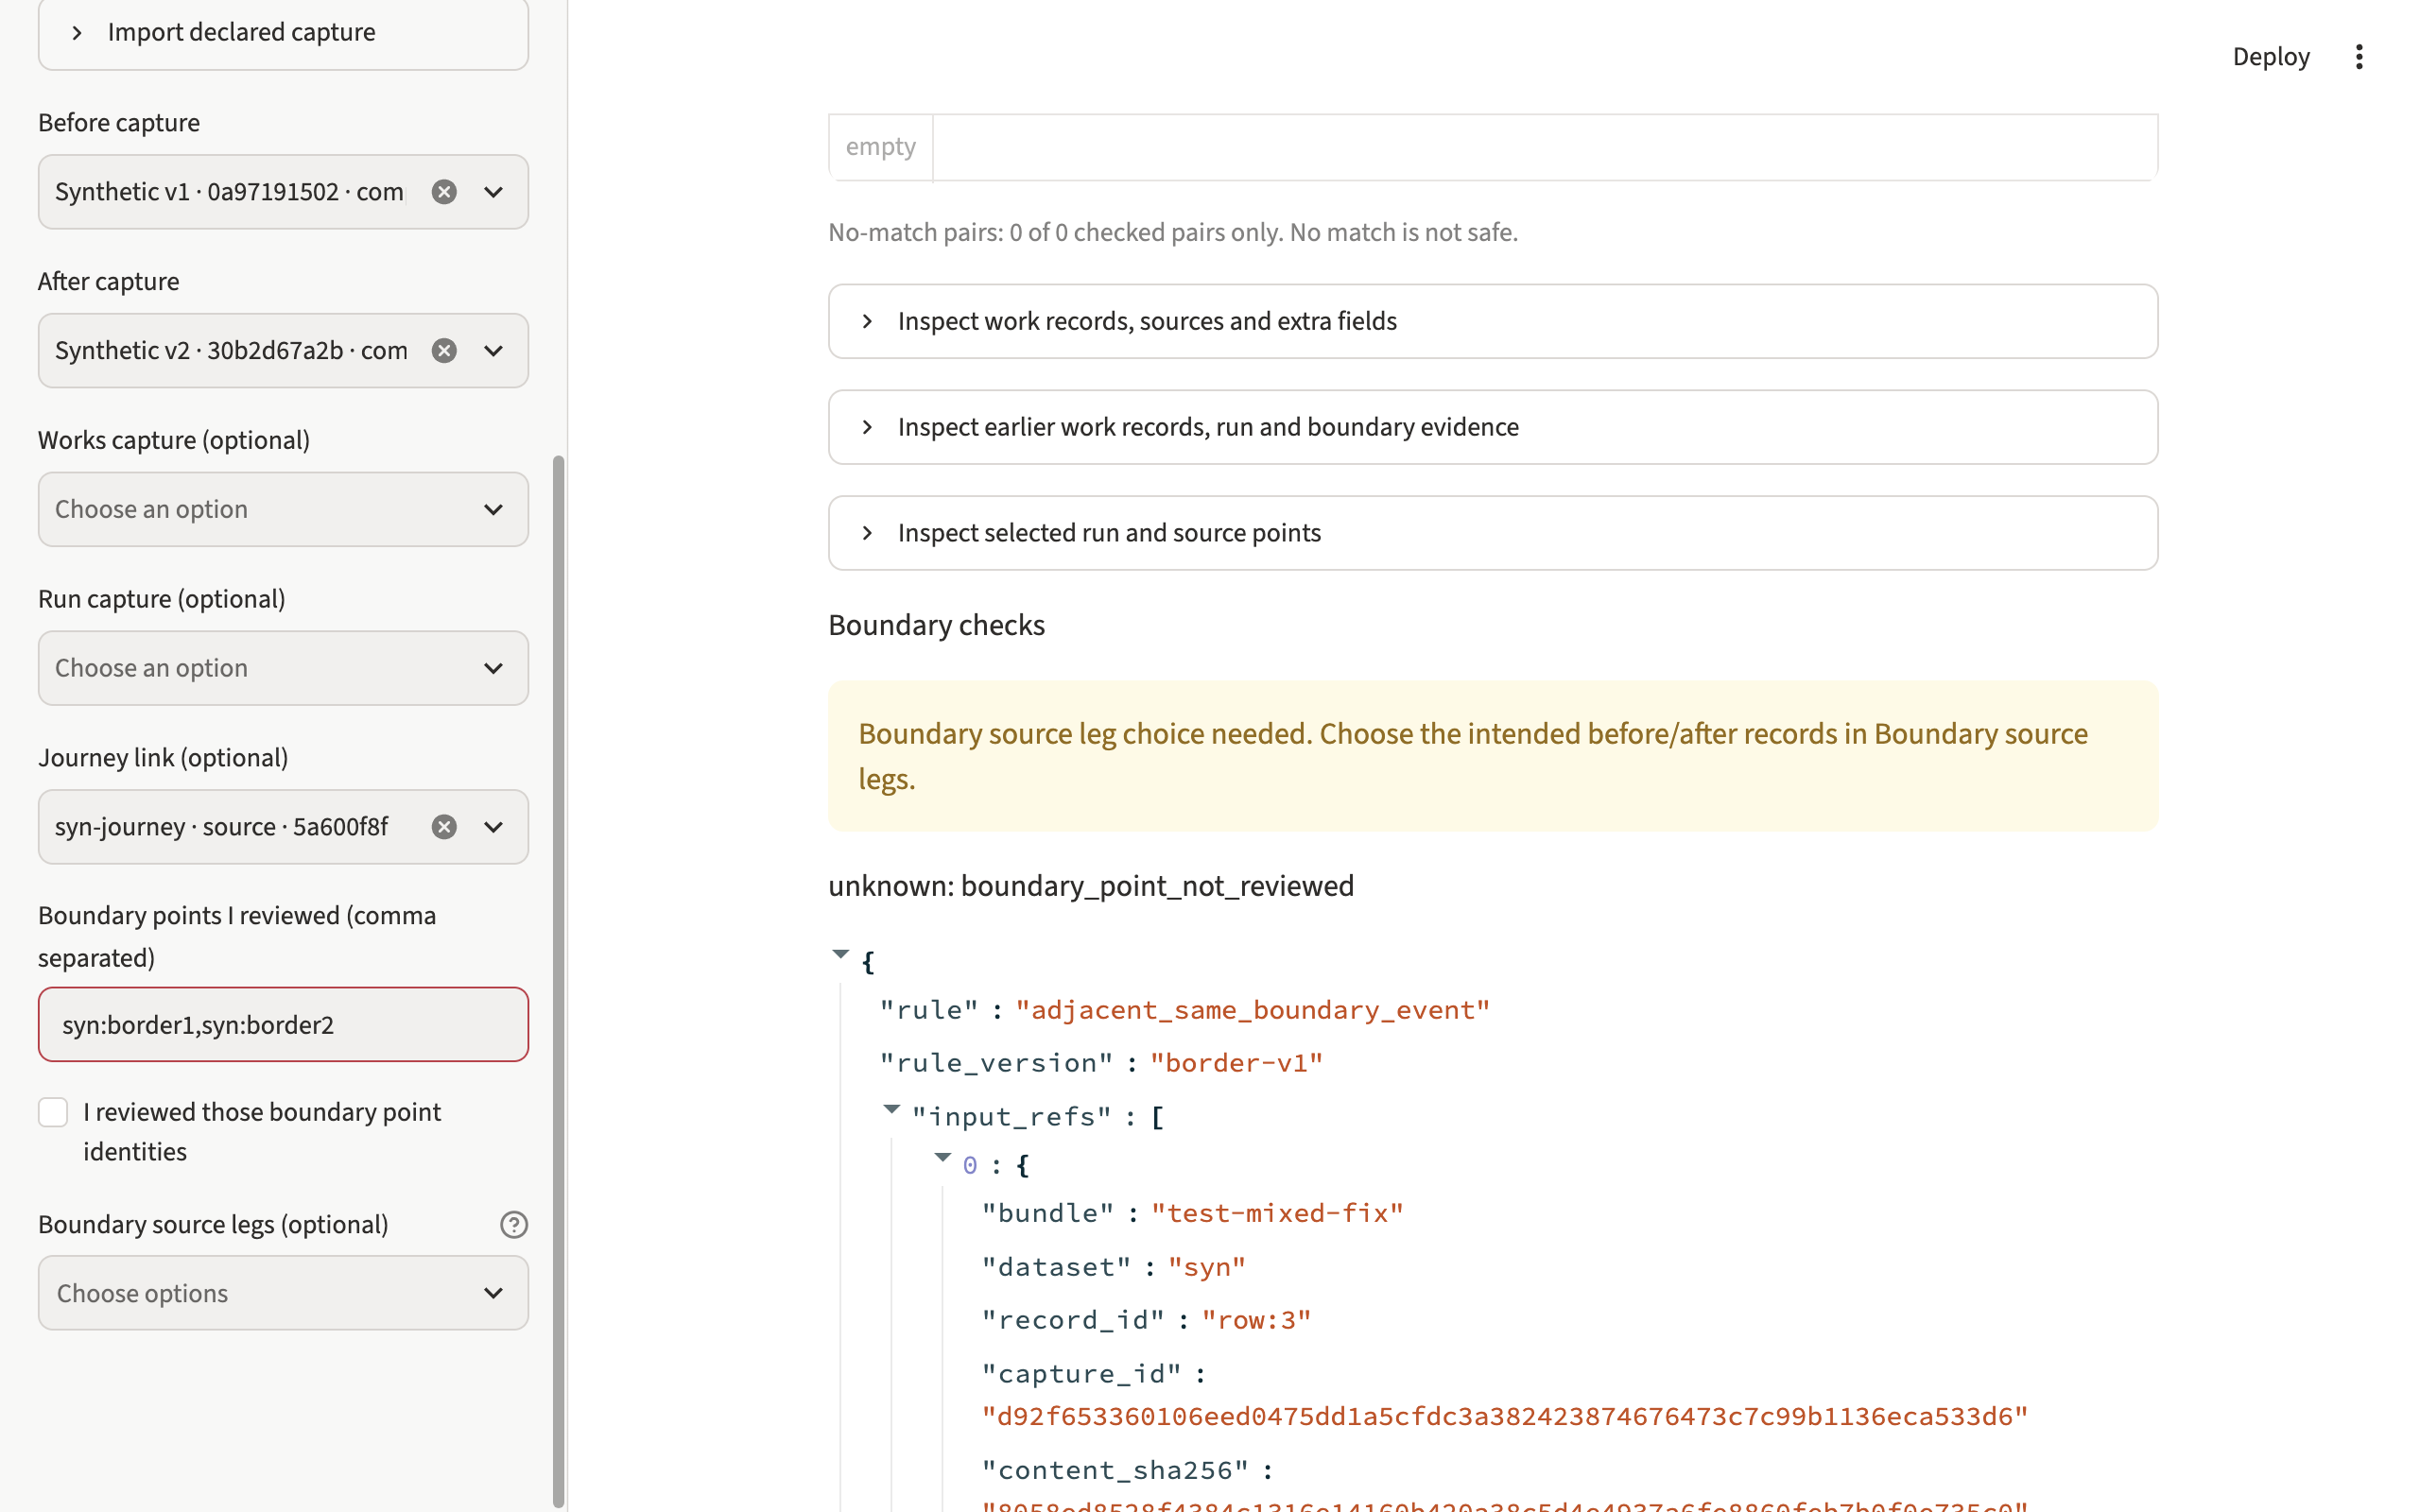 Import declared capture
Before capture
Synthetic v1 · 0a97191502 · com
After capture
Synthetic v2 · 30b2d67a2b · com
Works capture (optional)
Choose an option
Run capture (optional)
Choose an option
Journey link (optional)
syn-journey · source · 5a600f8f
Boundary points I reviewed (comma
separated)
syn:border1,syn:border2
I reviewed those boundary point
identities
Boundary source legs (optional)
Choose options
Deploy
empty
No-match pairs: 0 of 0 checked pairs only. No match is not safe.
Inspect work records, sources and extra fields
Inspect earlier work records, run and boundary evidence
Inspect selected run and source points
Boundary checks
Boundary source leg choice needed. Choose the intended before/after records in Boundary source
legs.
unknown: boundary_point_not_reviewed
{
"rule" : "adjacent_same_boundary_event"
"rule_version" : "border-v1"
"input_refs" : [
0 : {
"bundle" : "test-mixed-fix"
"dataset" : "syn"
"record_id" : "row:3"
"capture_id" :
"d92f653360106eed0475dd1a5cfdc3a382423874676473c7c99b1136eca533d6"
"content_sha256" :